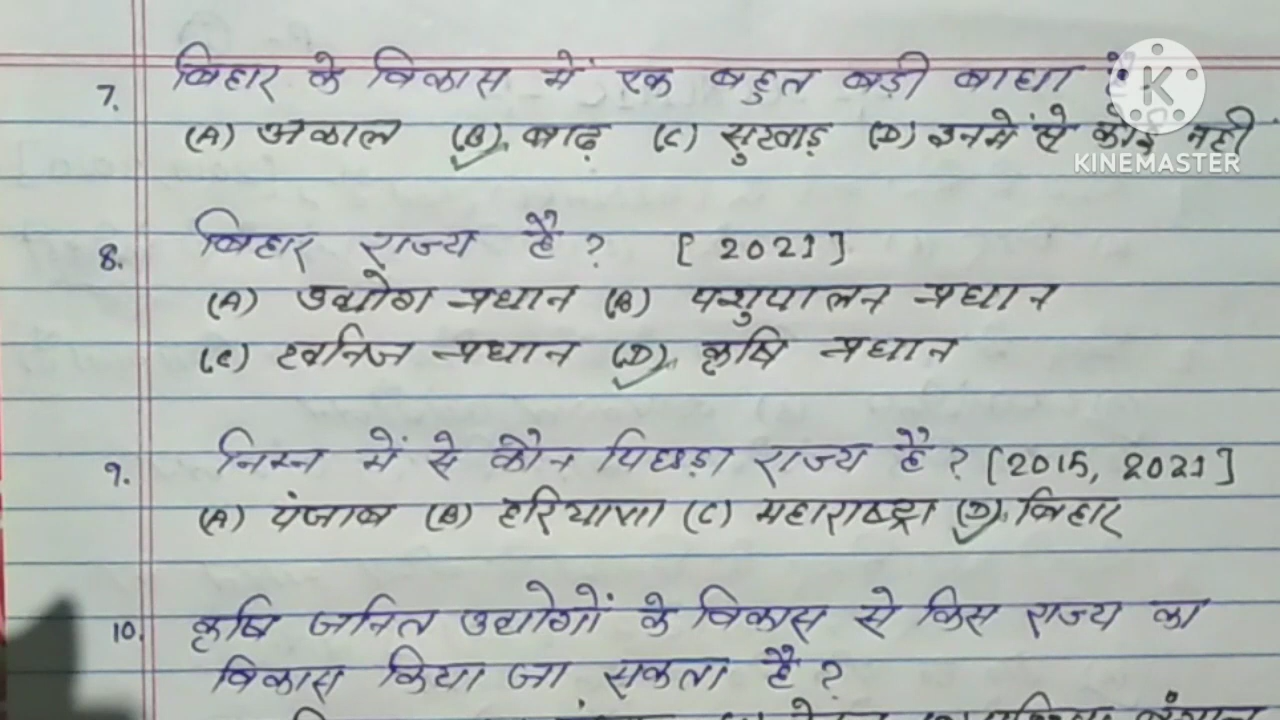 7. बिहार के विकास में एक बहुत बड़ी बाधा है
(A) अकाल (B) बाढ़ (C) सुखाड़ (D) इनमें से कोई नहीं
KINEMASTER
8. बिहार राज्य है? [2021]
(A) उद्योग प्रधान (B) पशुपालन प्रधान
(C) खनिज प्रधान (D) कृषि प्रधान
9. निम्न में से कौन पिछड़ा राज्य है? [2015, 2021]
(A) पंजाब (B) हरियाणा (C) महाराष्ट्रा (D) बिहार
10. कृषि जनित उद्योगों के विकास से किस राज्य का
विकास किया जा सकता है?